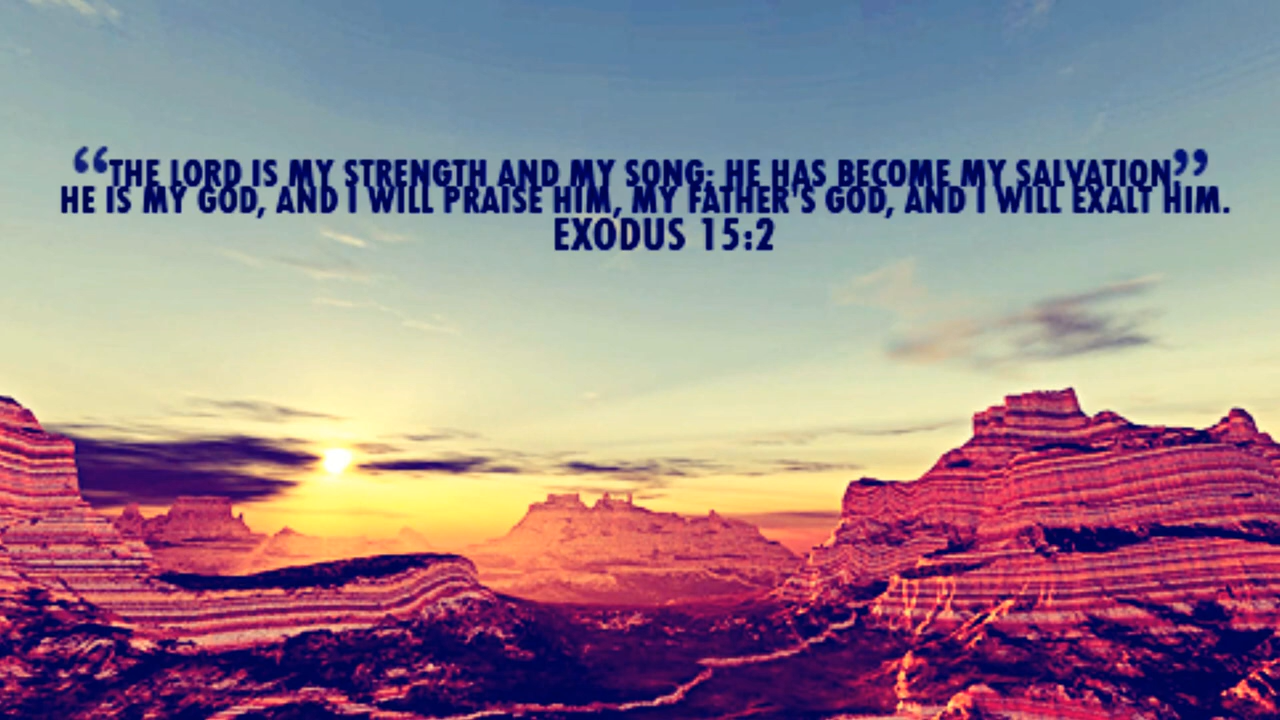 “THE LORD IS MY STRENGTH AND MY SONG; HE HAS BECOME MY SALVATION”
HE IS MY GOD, AND I WILL PRAISE HIM, MY FATHER'S GOD, AND I WILL EXALT HIM.
EXODUS 15:2